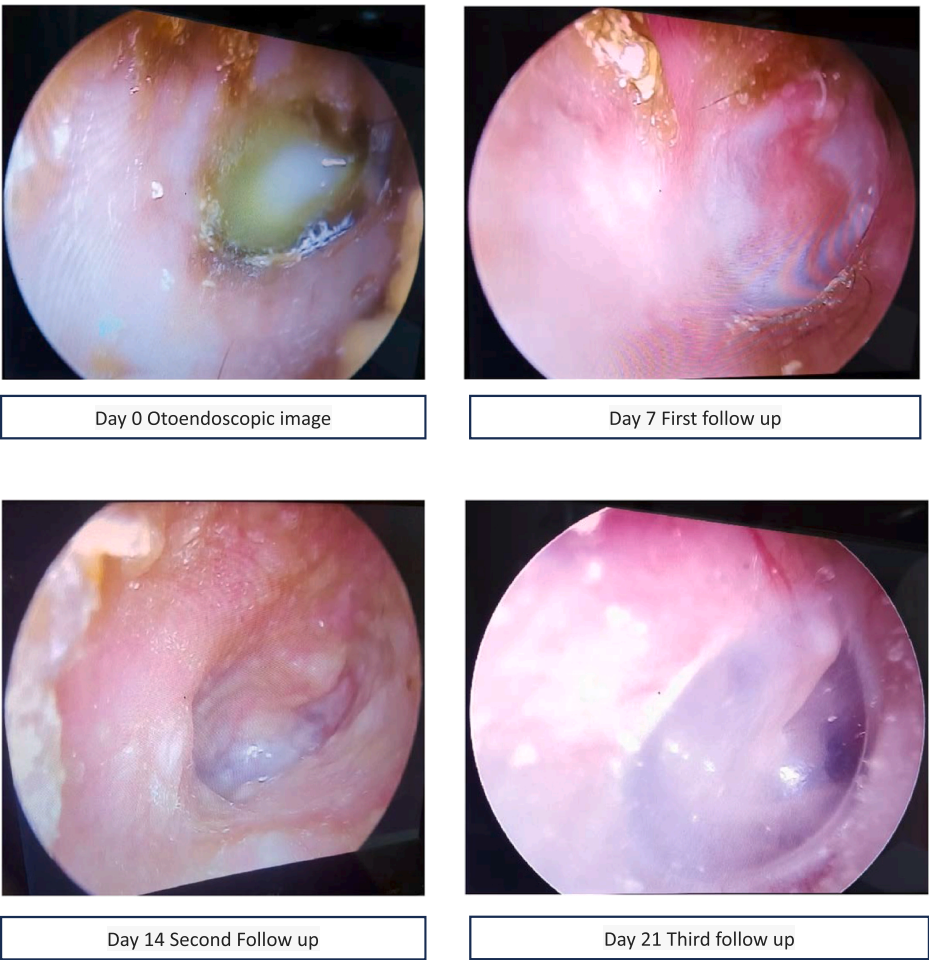 Day 0 Otoendoscopic image
Day 7 First follow up
Day 14 Second Follow up
Day 21 Third follow up